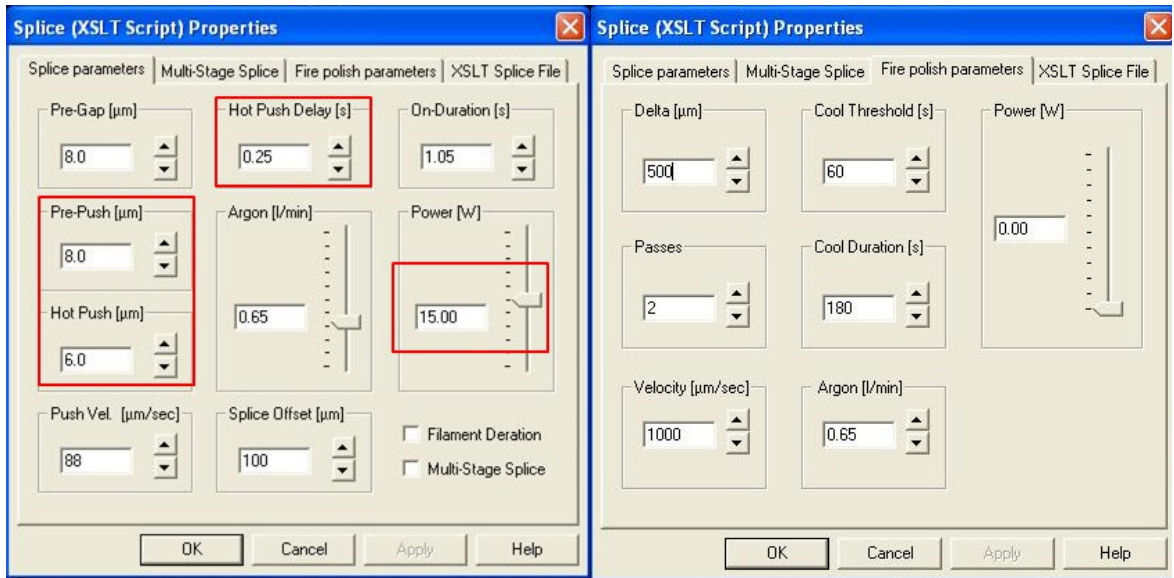 Splice (XSLT Script) Properties
Splice parameters Multi-Stage Splice Fire polish parameters XSLT Splice File
Pre-Gap [µm] Hot Push Delay [s] On-Duration [s]
8.0 0.25 1.05
Pre-Push [µm] Argon [l/min] Power [W]
8.0
Hot Push [µm]
0.65 15.00
6.0
Push Vel. [µm/sec] Splice Offset [µm]
Filament Deration
88 100
Multi-Stage Splice
OK Cancel Apply Help
Splice (XSLT Script) Properties
Splice parameters Multi-Stage Splice Fire polish parameters XSLT Splice File
Delta [µm] Cool Threshold [s] Power [W]
500 60
0.00
Passes Cool Duration [s]
2 180
Velocity [µm/sec] Argon [l/min]
1000 0.65
OK Cancel Apply Help